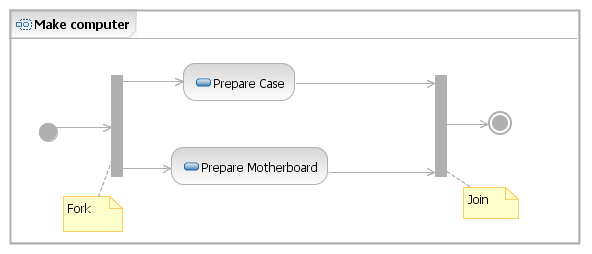 Make computer
Prepare Case
Prepare Motherboard
Fork
Join